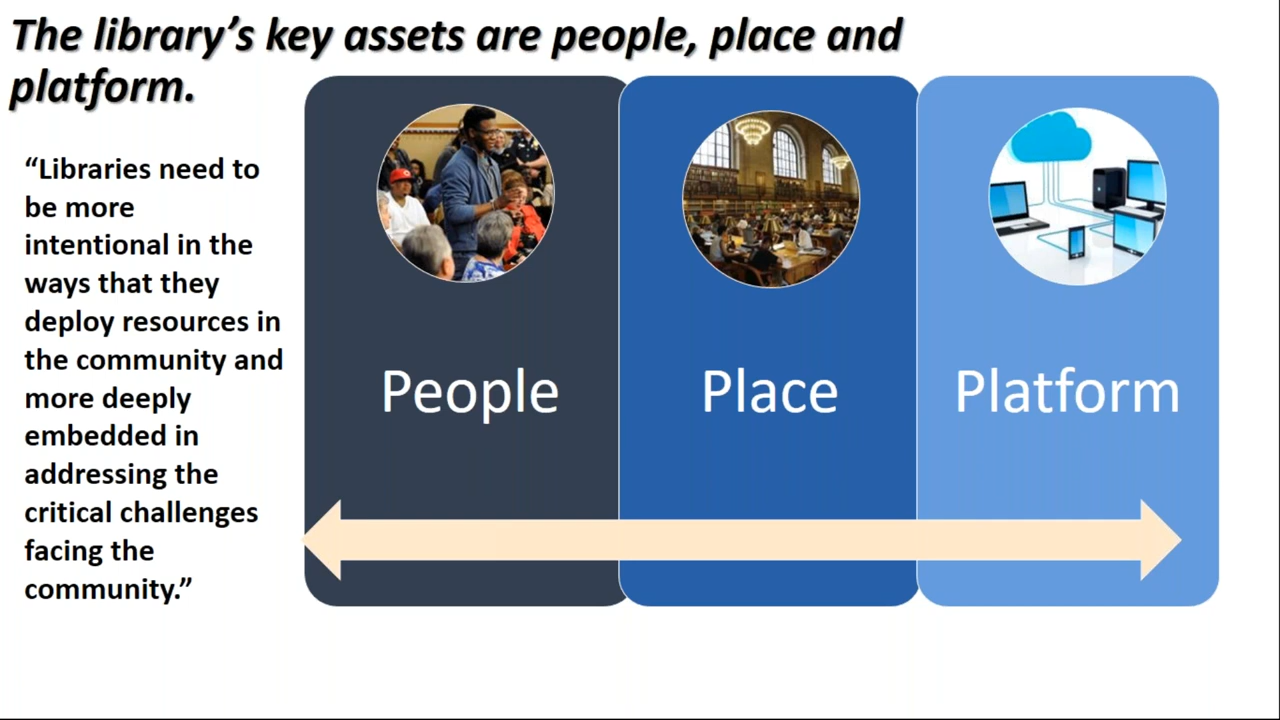 The library’s key assets are people, place and
platform.
“Libraries need to
be more
intentional in the
ways that they
deploy resources in
the community and
more deeply
embedded in
addressing the
critical challenges
facing the
community.”
People
Place
Platform